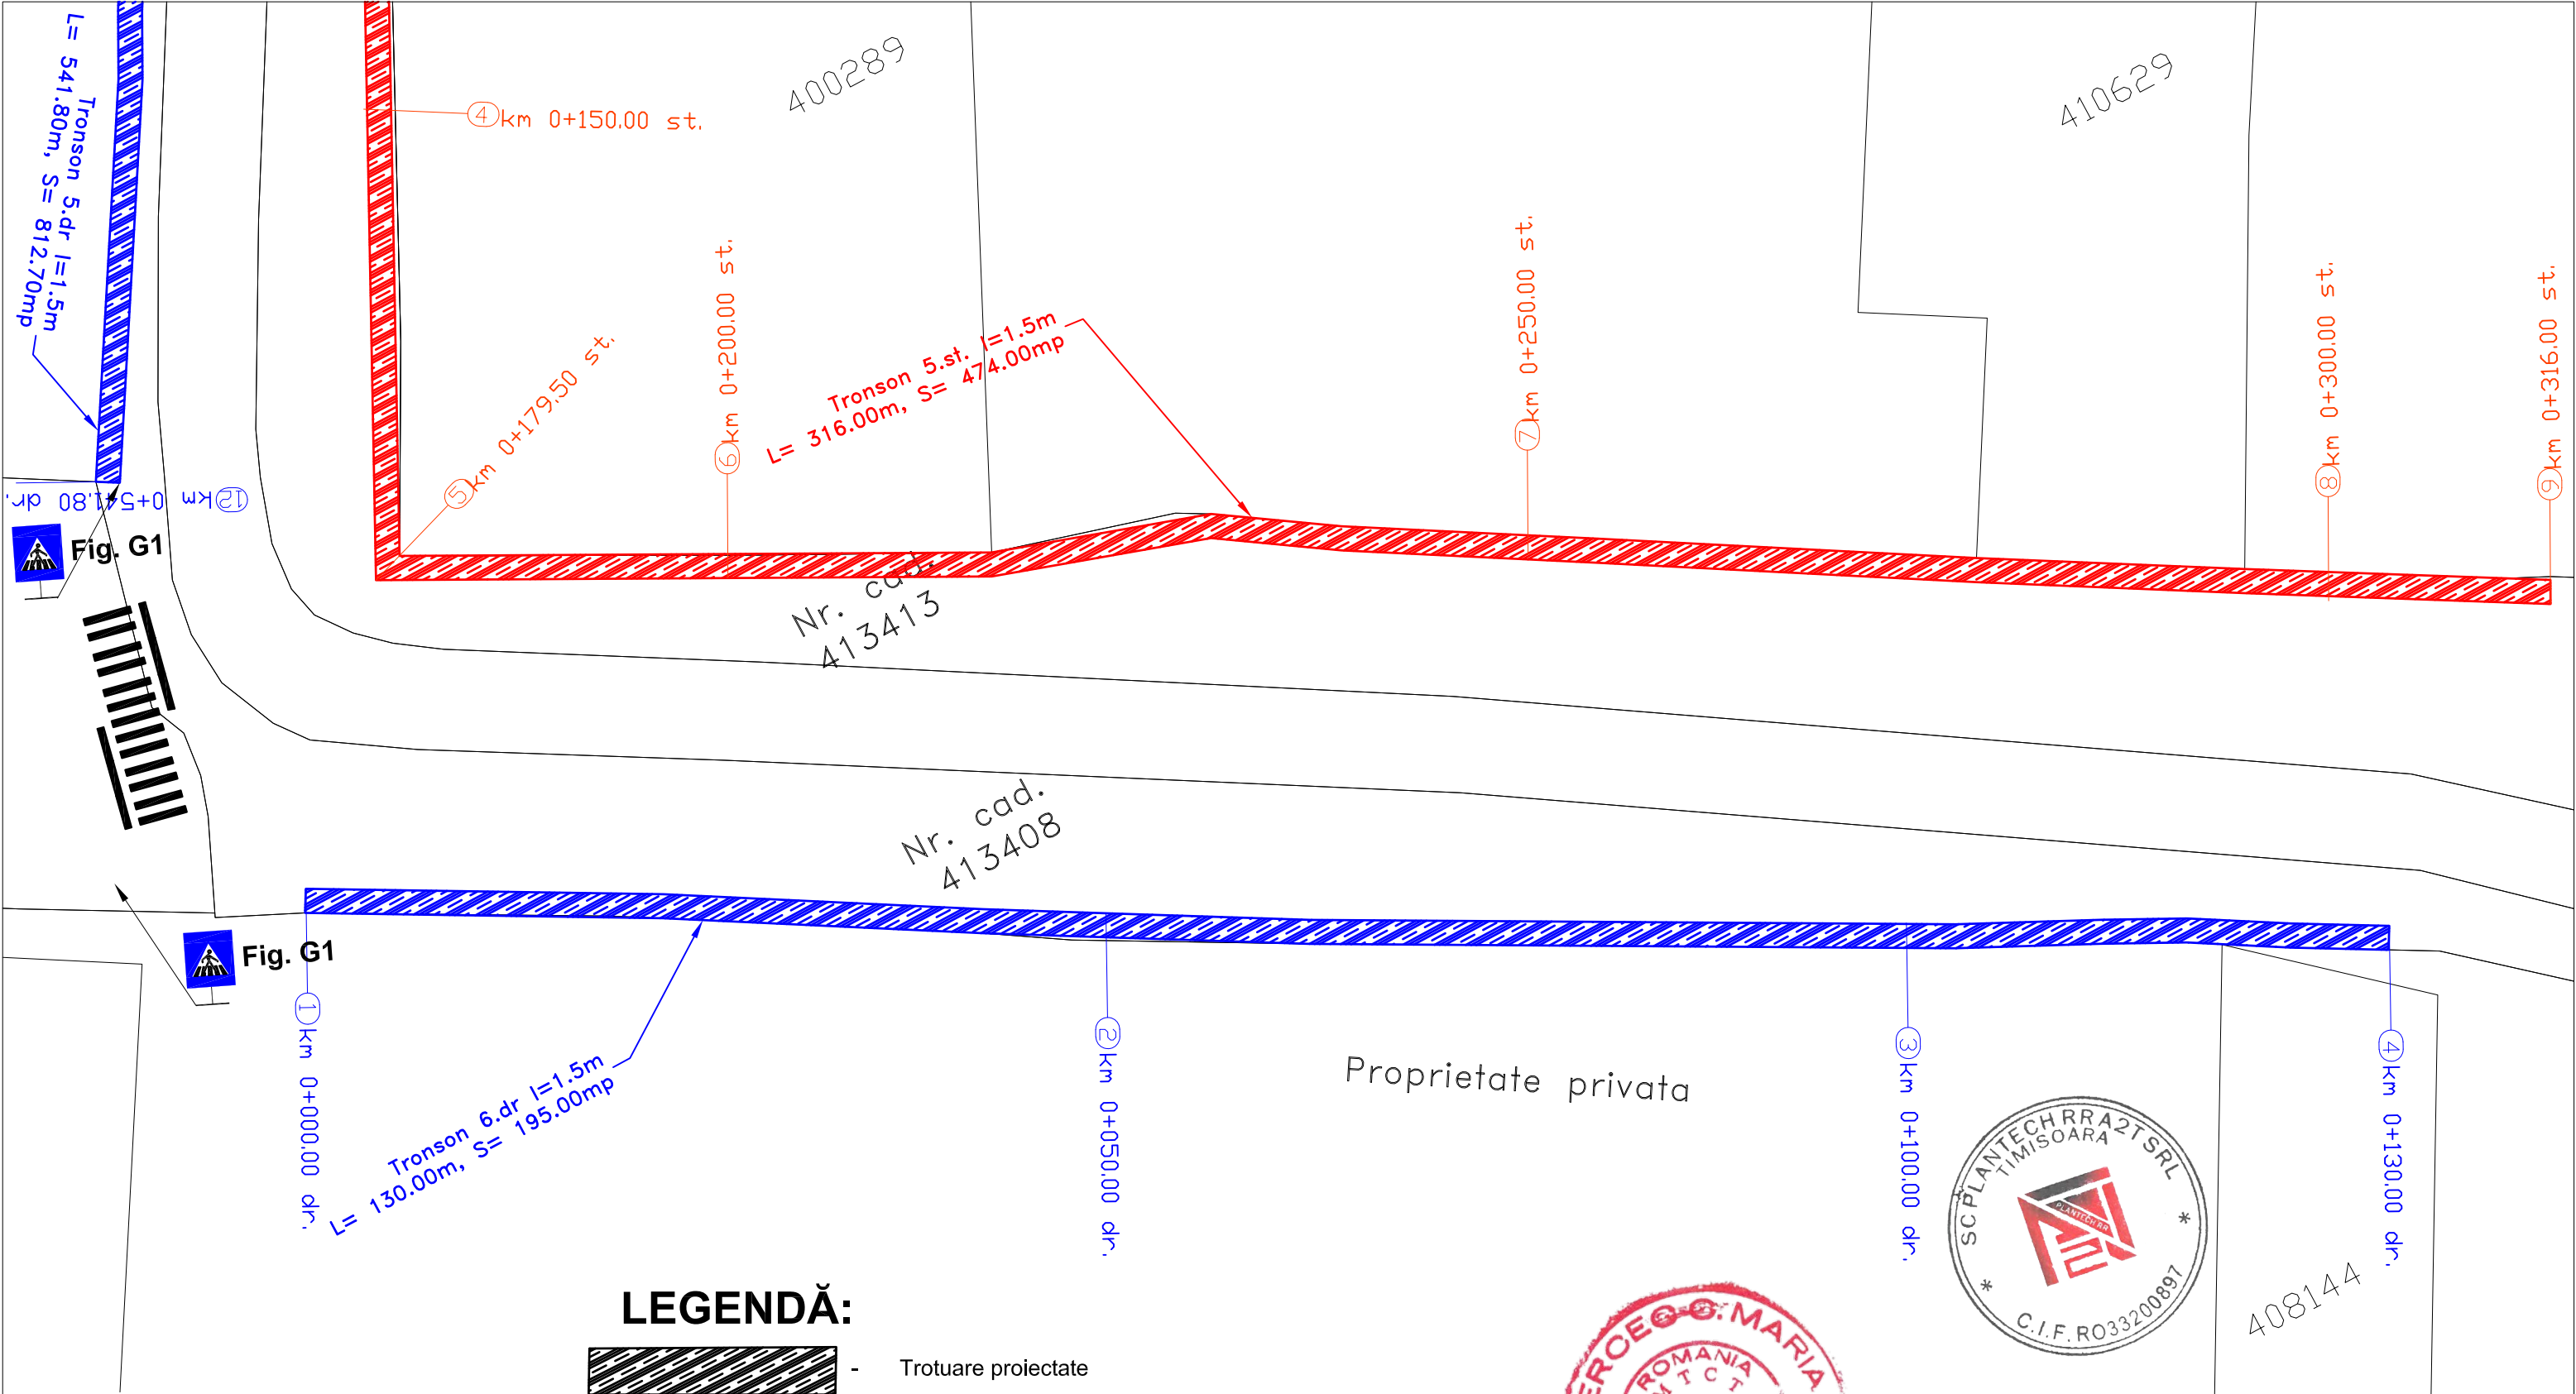 Tronson 5.dr l=1.5m
L= 541.80m, S= 812.70mp
12 km 0+541.80 dr.
Fig. G1
4 km 0+150.00 st.
400289
410629
5 km 0+179.50 st.
6 km 0+200.00 st.
Tronson 5.st. l=1.5m
L= 316.00m, S= 474.00mp
7 km 0+250.00 st.
8 km 0+300.00 st.
9 km 0+316.00 st.
Nr. cad.
413413
Nr. cad.
413408
Fig. G1
1 km 0+000.00 dr.
Tronson 6.dr l=1.5m
L= 130.00m, S= 195.00mp
2 km 0+050.00 dr.
Proprietate privata
3 km 0+100.00 dr.
4 km 0+130.00 dr.
SC PLANTECH RR A2T SRL
TIMISOARA
PLANTECH RR
* C.I.F. RO33200897 *
408144
LEGENDĂ:
- Trotuare proiectate
G. MARIA
ROMANIA
M T C T